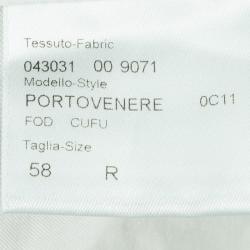 Tessuto-Fabric
043031 00 9071
Modello-Style
PORTOVENERE 0C11
FOD CUFU
Taglia-Size
58 R